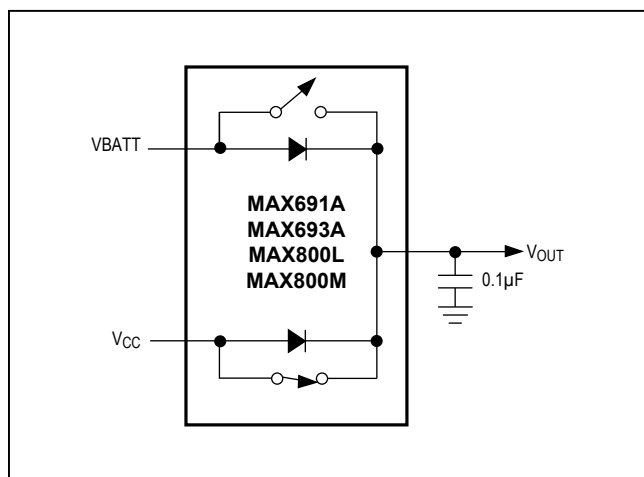 VBATT
MAX691A
MAX693A
MAX800L
MAX800M
VOUT
0.1µF
VCC